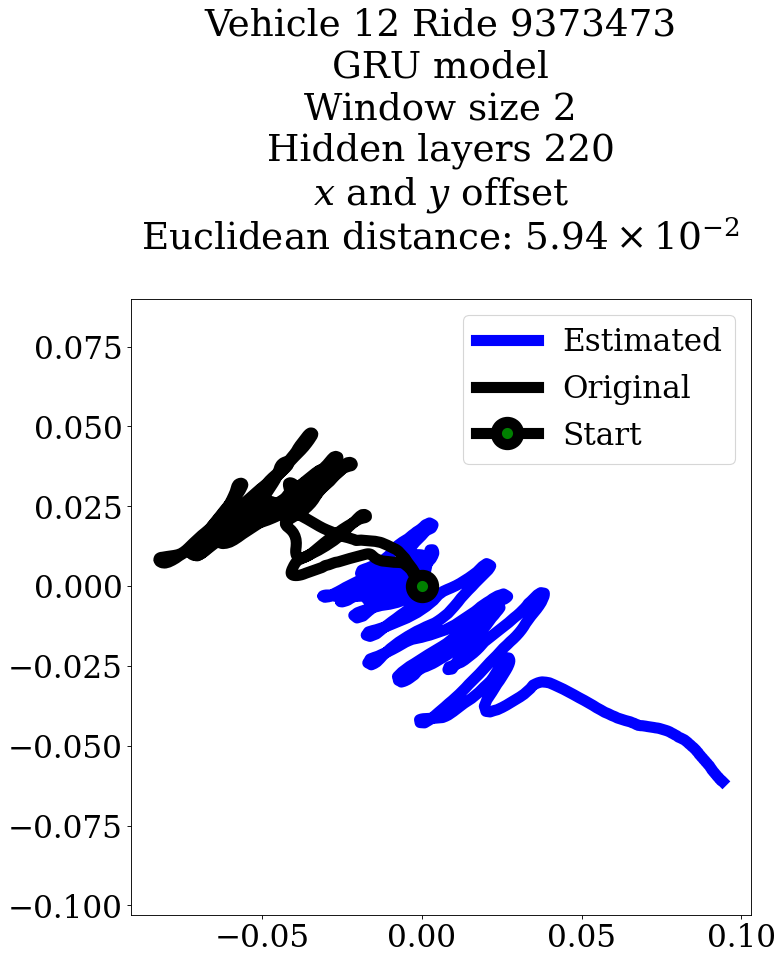 Vehicle 12 Ride 9373473
GRU model
Window size 2
Hidden layers 220
x and y offset
Euclidean distance: 5.94 × 10⁻²
Estimated
Original
Start
0.075
0.050
0.025
0.000
−0.025
−0.050
−0.075
−0.100
−0.05 0.00 0.05 0.10